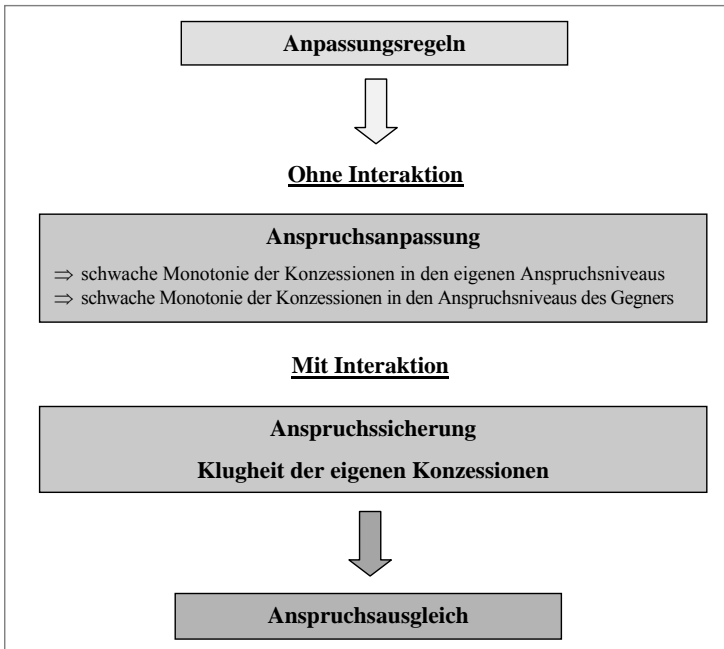 Anpassungsregeln
Ohne Interaktion
Anspruchsanpassung
⇒ schwache Monotonie der Konzessionen in den eigenen Anspruchsniveaus
⇒ schwache Monotonie der Konzessionen in den Anspruchsniveaus des Gegners
Mit Interaktion
Anspruchssicherung
Klugheit der eigenen Konzessionen
Anspruchsausgleich